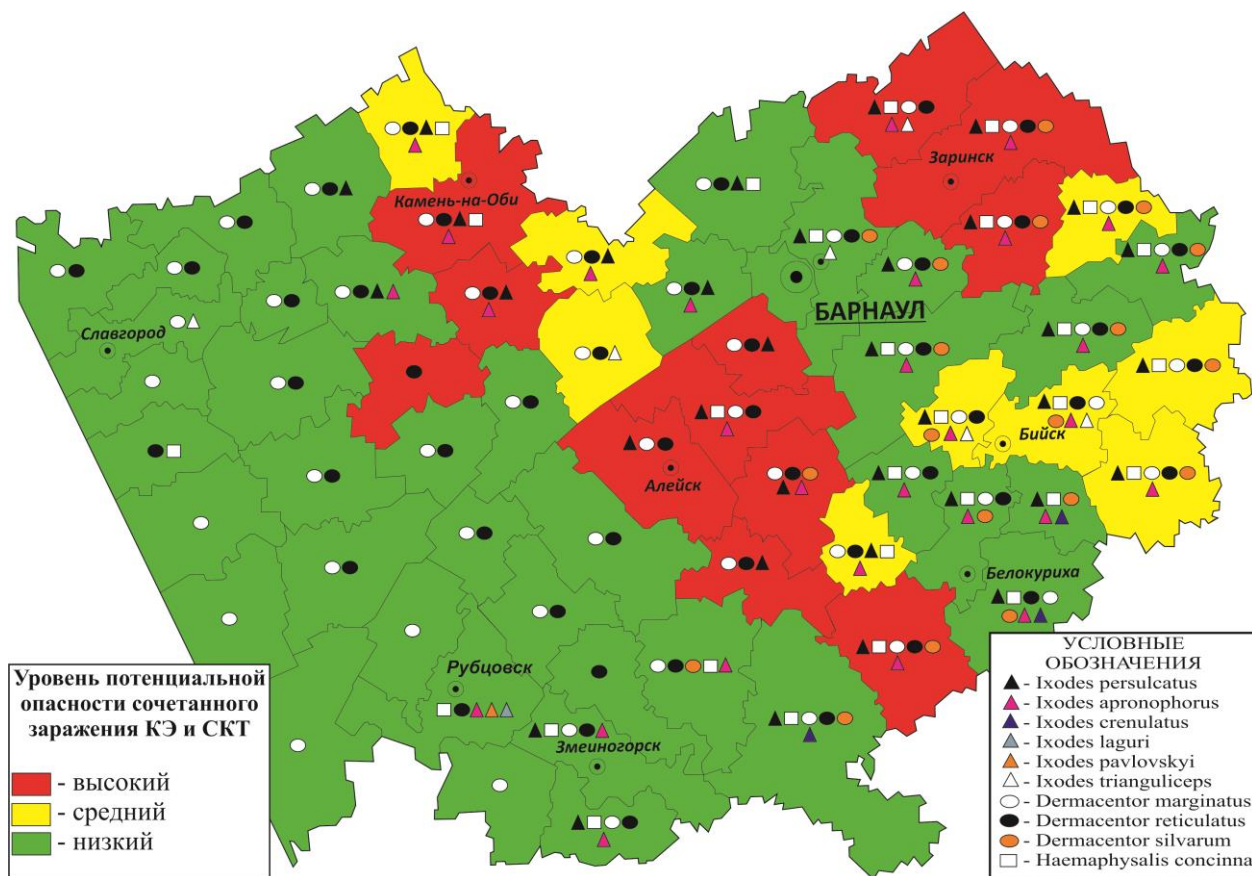 Заринск
Камень-на-Оби
Славгород
БАРНАУЛ
Бийск
Алейск
Белокуриха
Рубцовск
Змеиногорск
Уровень потенциальной
опасности сочетанного
заражения КЭ и СКТ
- высокий
- средний
- низкий
УСЛОВНЫЕ
ОБОЗНАЧЕНИЯ
- Ixodes persulcatus
- Ixodes apronophorus
- Ixodes crenulatus
- Ixodes laguri
- Ixodes pavlovskyi
- Ixodes trianguliceps
- Dermacentor marginatus
- Dermacentor reticulatus
- Dermacentor silvarum
- Haemaphysalis concinna